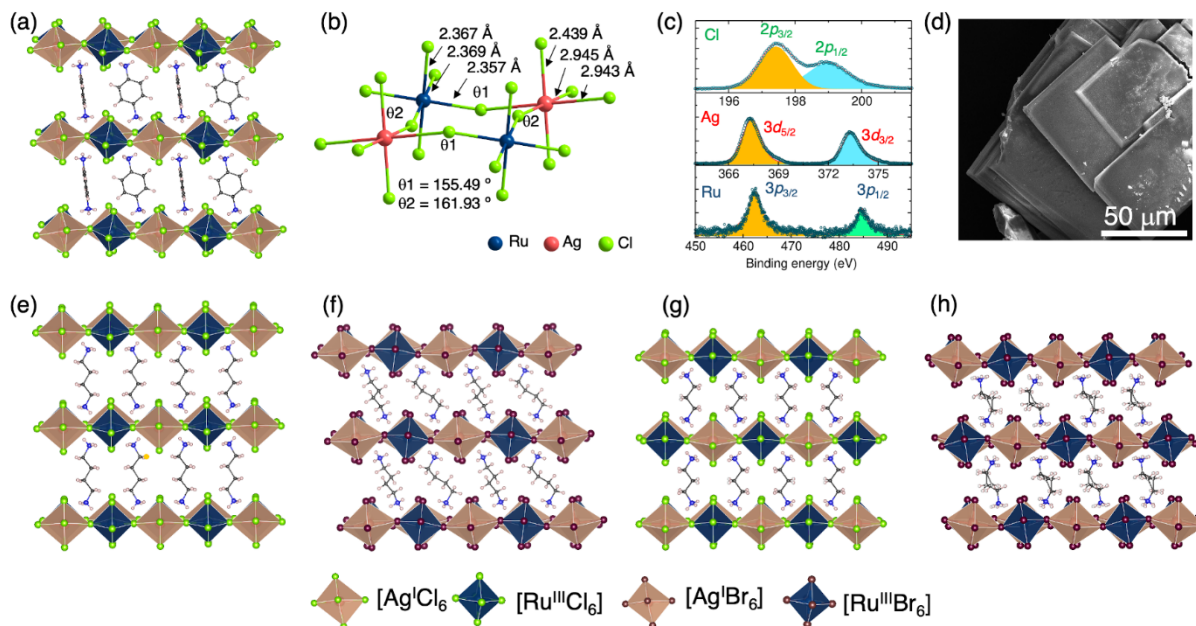 (a)
(b)
2.367 Å
2.369 Å
2.357 Å
2.439 Å
2.945 Å
2.943 Å
θ1
θ2
θ2
θ1
θ1 = 155.49 º
θ2 = 161.93 º
Ru
Ag
Cl
(c)
Cl
2p3/2
2p1/2
196
198
200
Ag
3d5/2
3d3/2
366
369
372
375
Ru
3p3/2
3p1/2
450
460
470
480
490
Binding energy (eV)
(d)
50 μm
(e)
(f)
(g)
(h)
[AgᴵCl6
[RuᴵᴵᴵCl6]
[AgᴵBr6]
[RuᴵᴵᴵBr6]